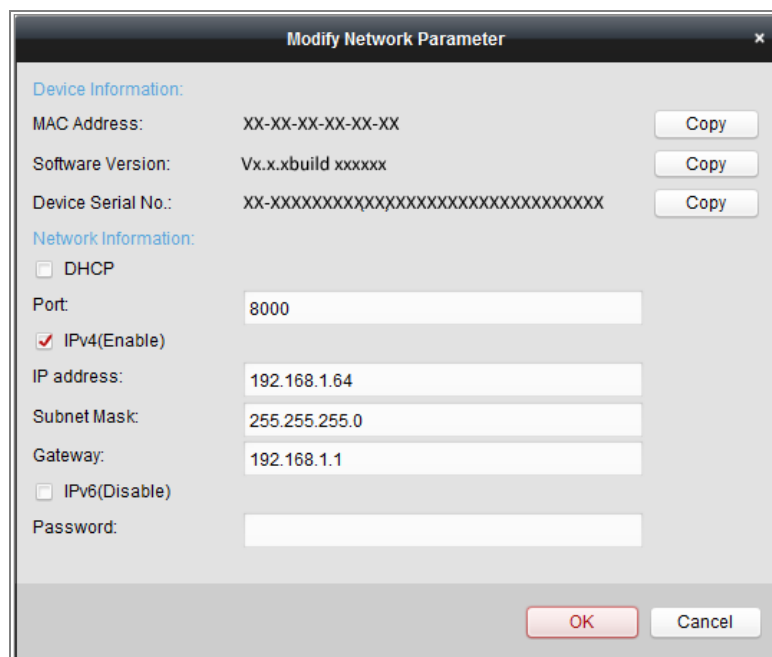 Modify Network Parameter ×
Device Information:
MAC Address: XX-XX-XX-XX-XX-XX Copy
Software Version: Vx.x.xbuild xxxxxx Copy
Device Serial No.: XX-XXXXXXXXXXXXXXXXXXXXXXXXXXXXXXX Copy
Network Information:
DHCP
Port: 8000
IPv4(Enable)
IP address: 192.168.1.64
Subnet Mask: 255.255.255.0
Gateway: 192.168.1.1
IPv6(Disable)
Password:
OK Cancel